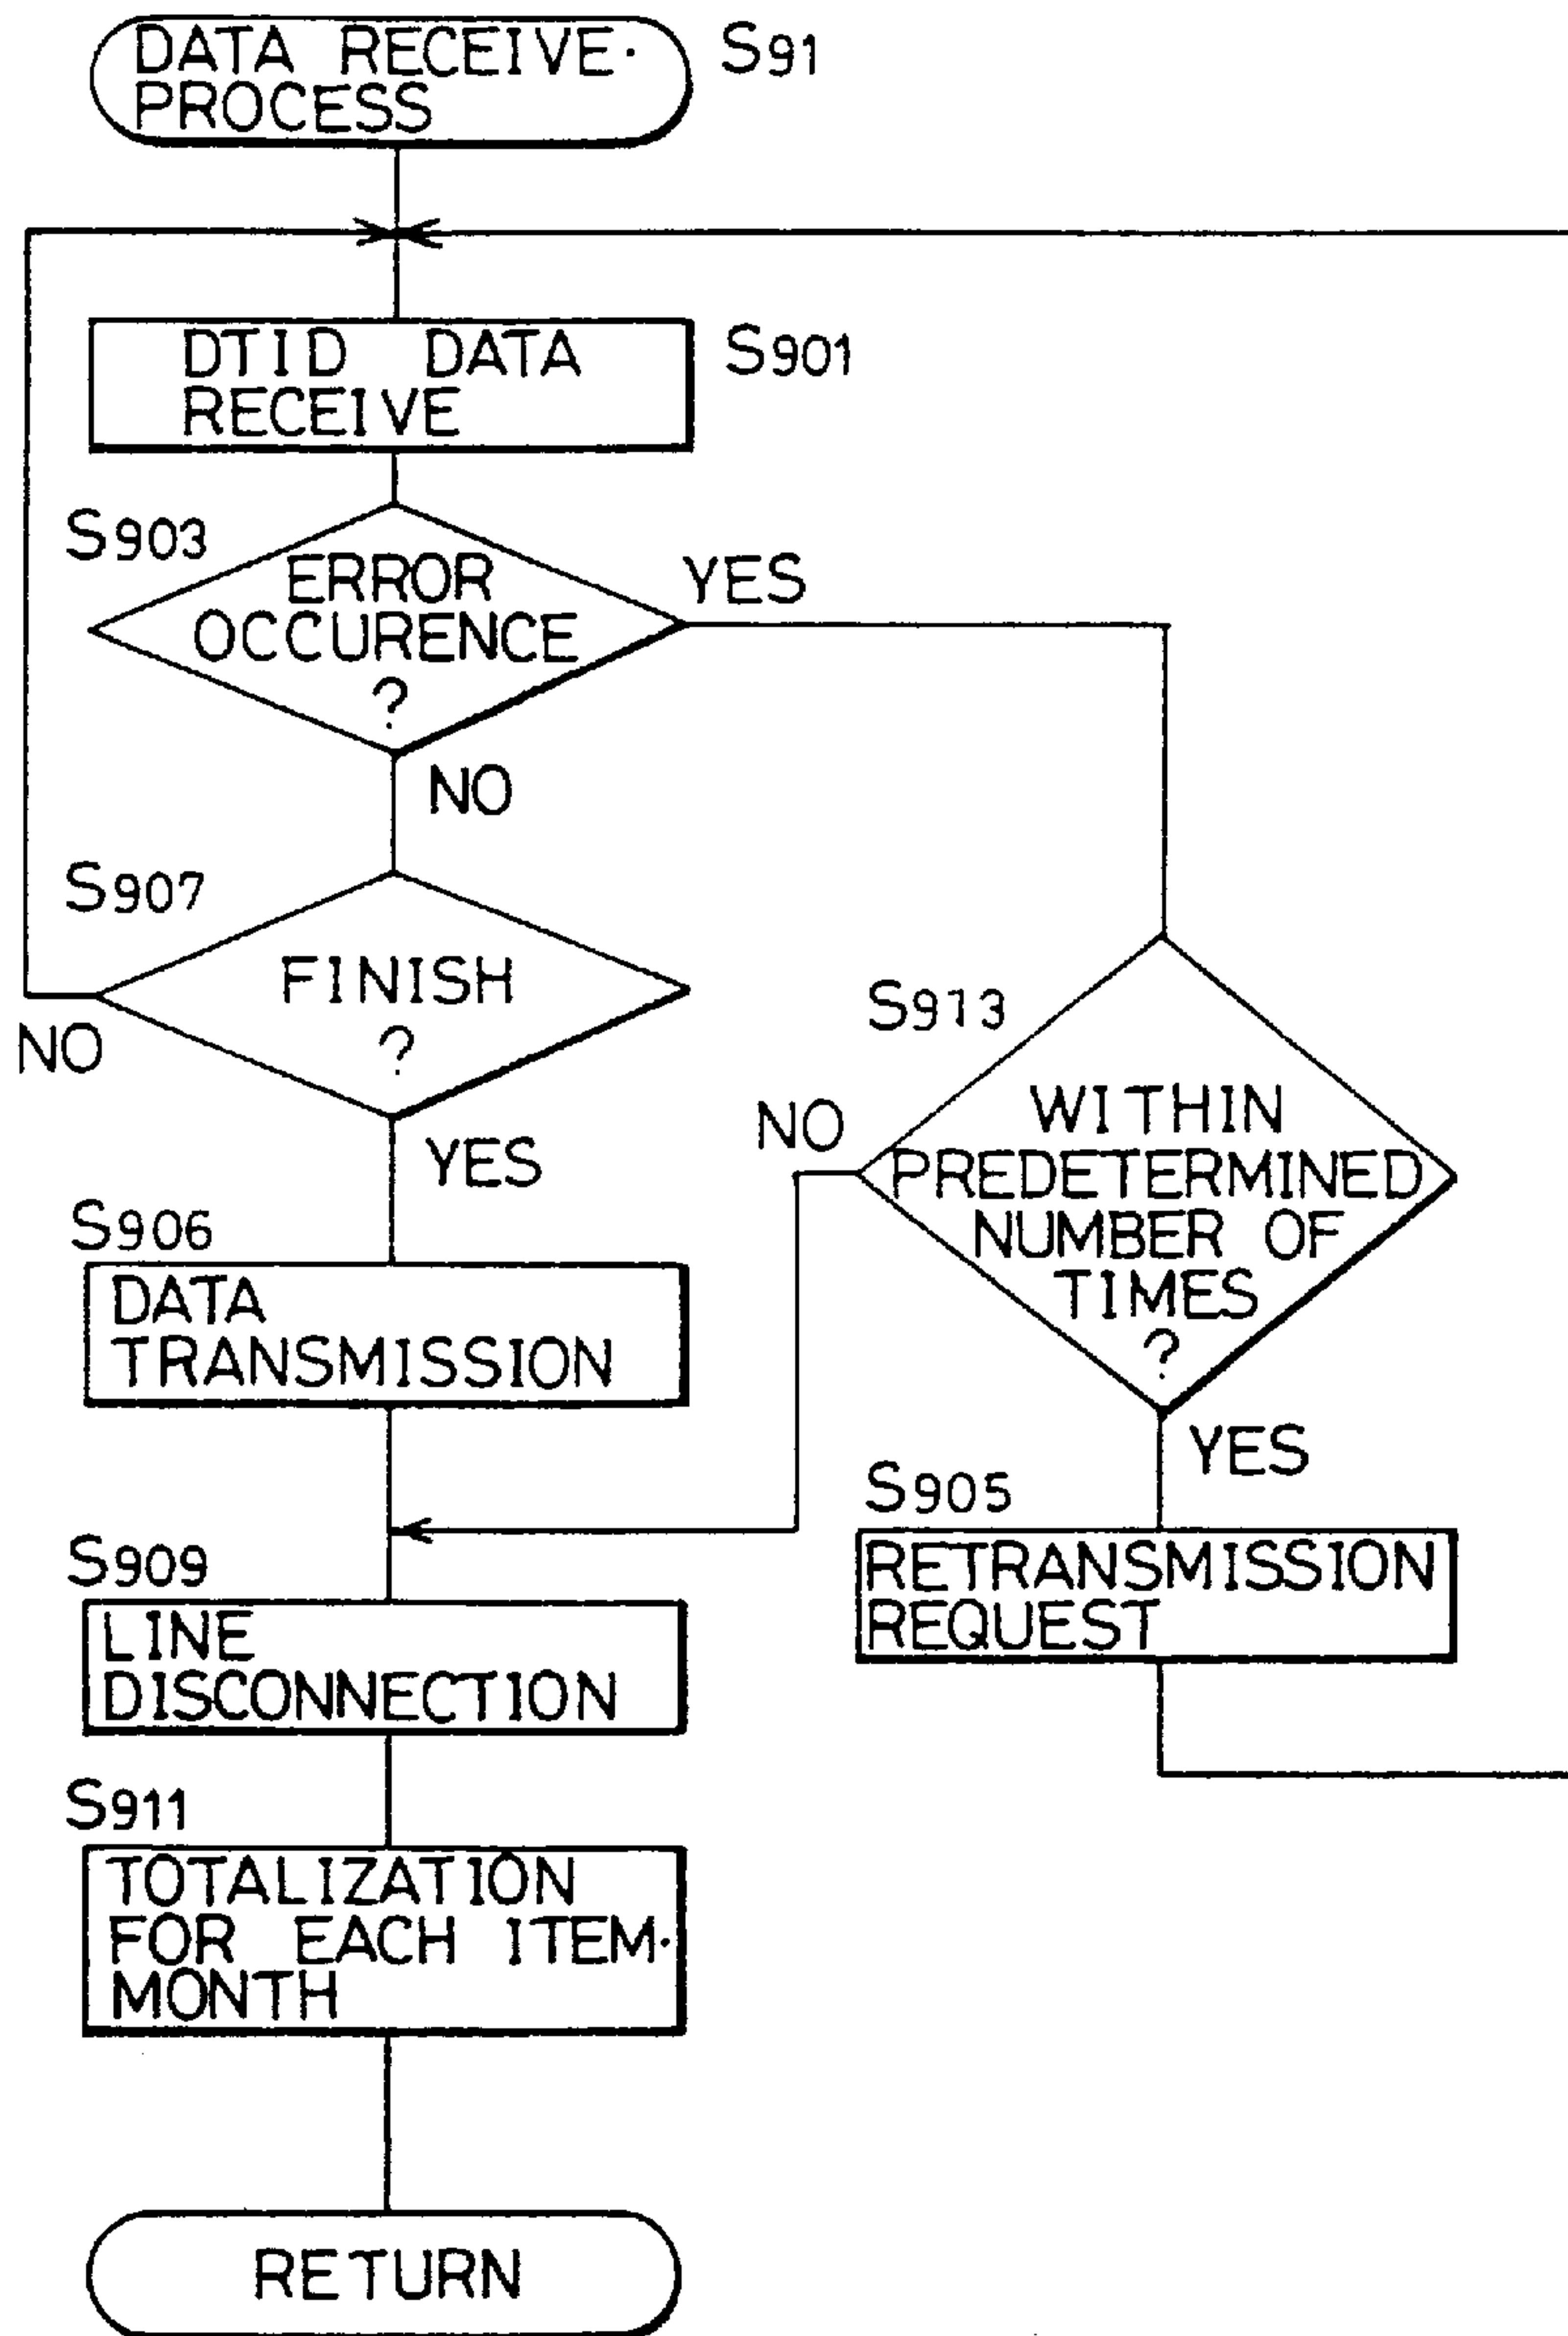 DATA RECEIVE·
PROCESS
S91
DTID DATA
RECEIVE
S901
S903
ERROR
OCCURENCE
?
YES
NO
S907
FINISH
?
NO
YES
S913
WITHIN
PREDETERMINED
NUMBER OF
TIMES
?
NO
YES
S906
DATA
TRANSMISSION
S905
RETRANSMISSION
REQUEST
S909
LINE
DISCONNECTION
S911
TOTALIZATION
FOR EACH ITEM·
MONTH
RETURN